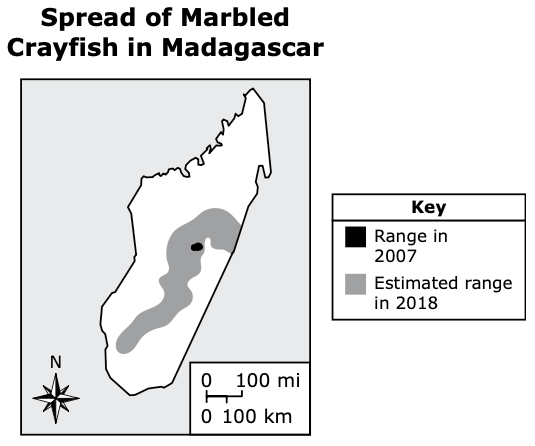 Spread of Marbled
Crayfish in Madagascar
Key
Range in
2007
Estimated range
in 2018
N
0 100 mi
0 100 km